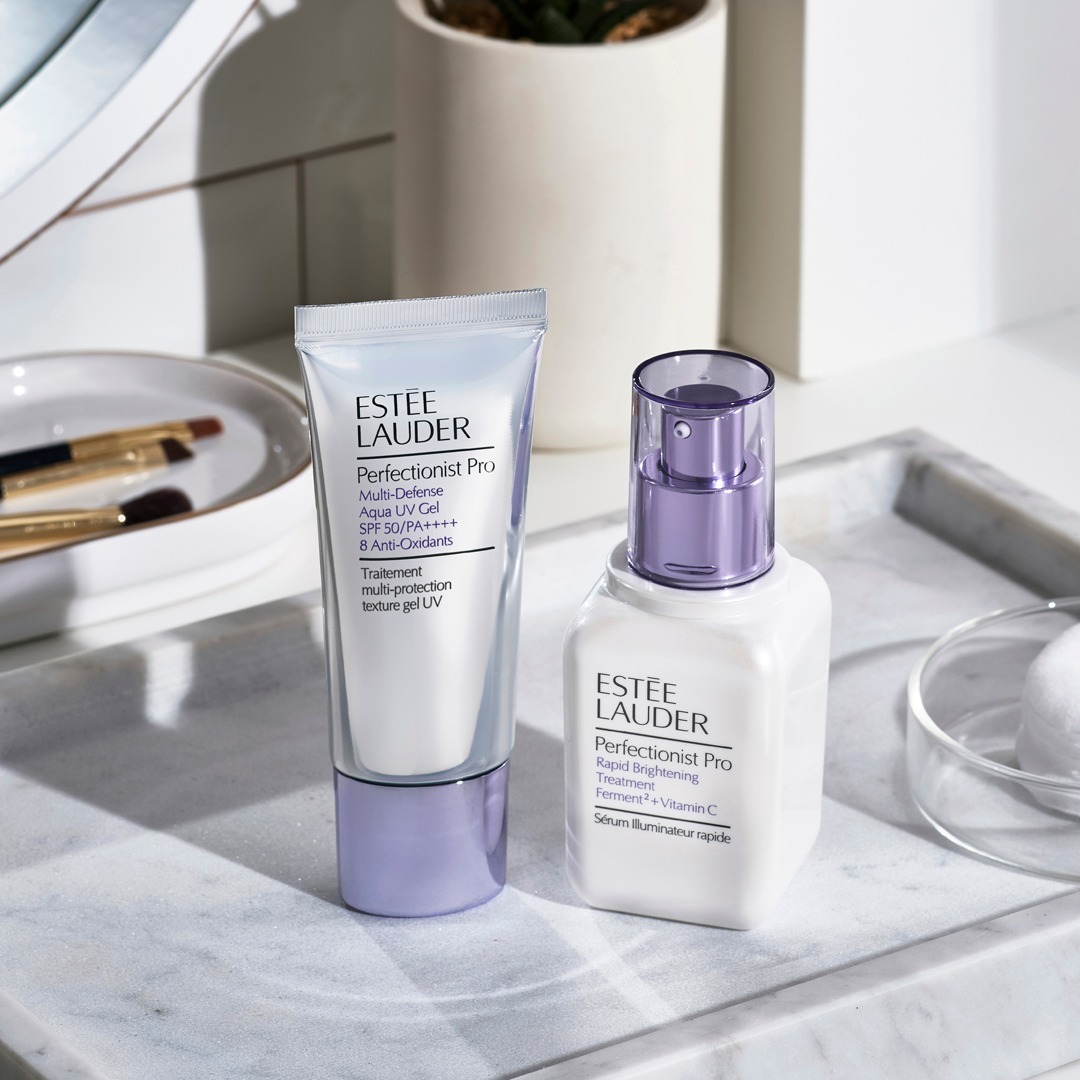 ESTĒE
LAUDER
Perfectionist Pro
Multi-Defense
Aqua UV Gel
SPF 50/PA++++
8 Anti-Oxidants
Traitement
multi-protection
texture gel UV
ESTĒE
LAUDER
Perfectionist Pro
Rapid Brightening
Treatment
Ferment²+Vitamin C
Sérum Illuminateur rapide